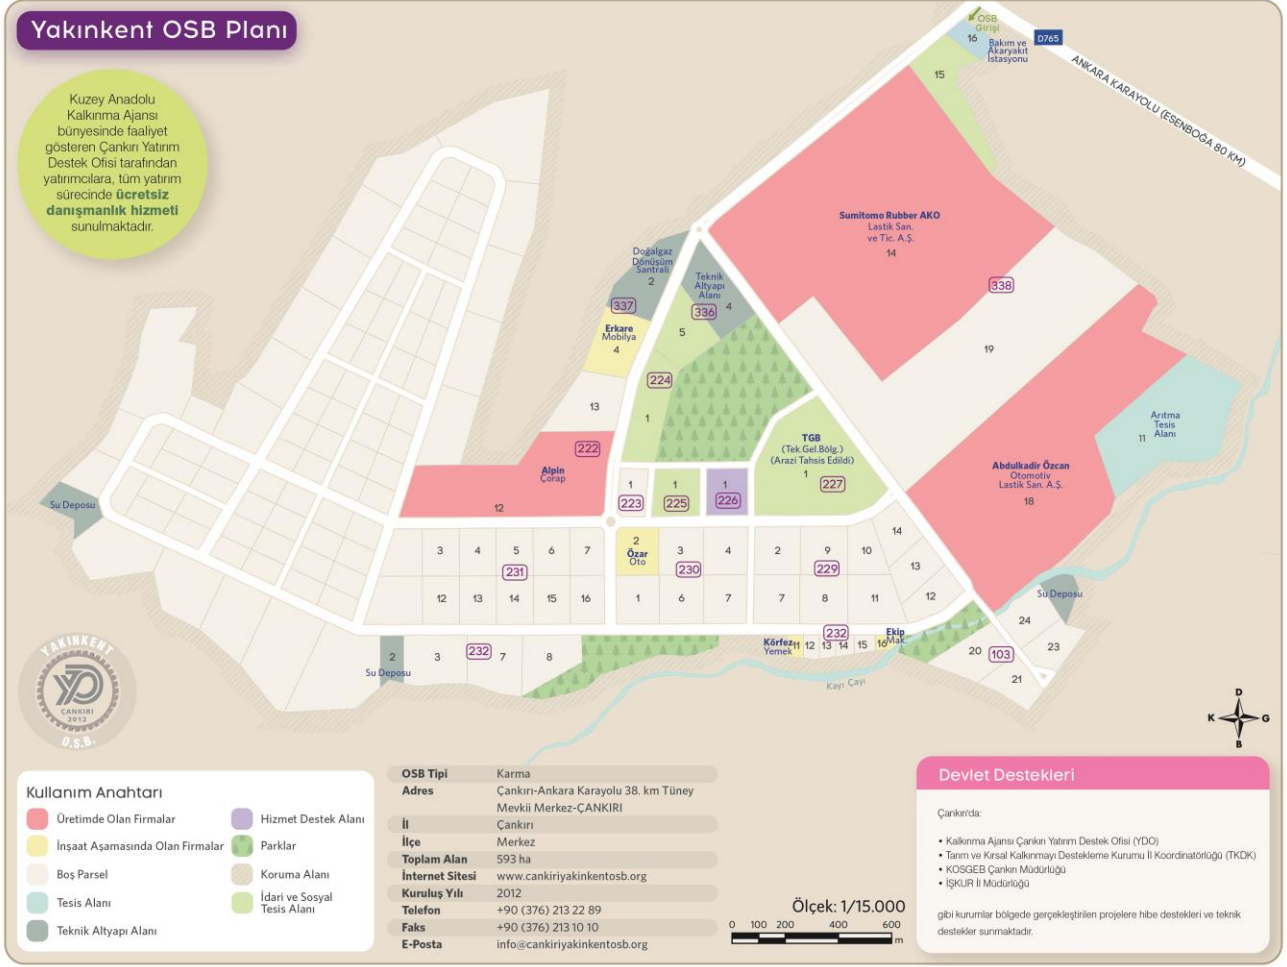 Yakınkent OSB Planı
Kuzey Anadolu
Kalkınma Ajansı
bünyesinde faaliyet
gösteren Çankırı Yatırım
Destek Ofisi tarafından
yatırımcılara, tüm yatırım
sürecinde ücretsiz
danışmanlık hizmeti
sunulmaktadır.
OSB
Girişi
16
Bakım ve
Akaryakıt
İstasyonu
D765
ANKARA KARAYOLU (ESENBOĞA 80 KM)
15
Sumitomo Rubber AKO
Lastik San.
ve Tic. A.Ş.
14
338
19
Doğalgaz
Dönüşüm
Santrali
2
337
Teknik
Altyapı
Alanı
4
336
5
Erkare
Mobilya
4
224
1
13
222
Alpin
Çorap
12
TGB
(Tek.Gel.Bölg.)
(Arazi Tahsis Edildi)
1
227
Arıtma
Tesis
Alanı
11
Abdulkadir Özcan
Otomotiv
Lastik San. A.Ş.
18
1
223
1
225
1
226
Su Deposu
3 4 5 6 7
231
12 13 14 15 16
2
Özar
Oto
3 4
230
1 6 7
2 9 10
229
7 8 11
14
13
12
Su Deposu
24
23
20
103
21
2
Su Deposu
3
232
7
8
232
Körfez
Yemek
11 12 13 14 15 16
Ekip
Mak.
Kayı Çayı
YAKINKENT
ÇANKIRI
2012
O.S.B.
D
K G
B
Kullanım Anahtarı
Üretimde Olan Firmalar
İnşaat Aşamasında Olan Firmalar
Boş Parsel
Tesis Alanı
Teknik Altyapı Alanı
Hizmet Destek Alanı
Parklar
Koruma Alanı
İdari ve Sosyal
Tesis Alanı
OSB Tipi Karma
Adres Çankırı-Ankara Karayolu 38. km Tüney
Mevkii Merkez-ÇANKIRI
İl Çankırı
İlçe Merkez
Toplam Alan 593 ha
İnternet Sitesi www.cankiriyakinkentosb.org
Kuruluş Yılı 2012
Telefon +90 (376) 213 22 89
Faks +90 (376) 213 10 10
E-Posta info@cankiriyakinkentosb.org
Ölçek: 1/15.000
0 100 200 400 600
m
Devlet Destekleri
Çankırı'da:
• Kalkınma Ajansı Çankırı Yatırım Destek Ofisi (YDO)
• Tarım ve Kırsal Kalkınmayı Destekleme Kurumu İl Koordinatörlüğü (TKDK)
• KOSGEB Çankırı Müdürlüğü
• İŞKUR İl Müdürlüğü
gibi kurumlar bölgede gerçekleştirilen projelere hibe destekleri ve teknik
destekler sunmaktadır.